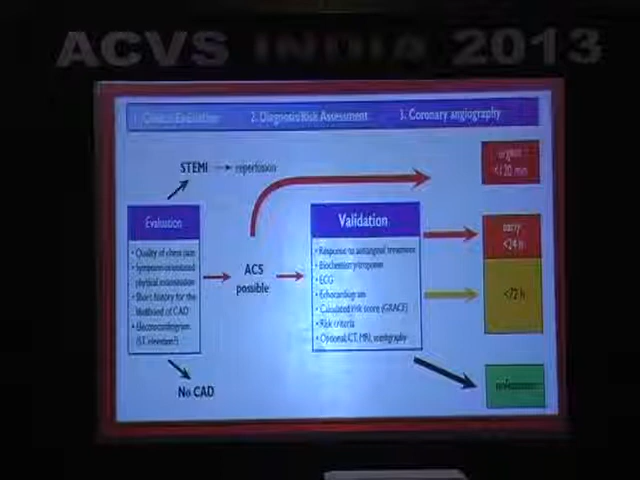 ACVS INDIA 2013
1. Clinical Evaluation 2. Diagnosis/Risk Assessment 3. Coronary angiography
STEMI → reperfusion
urgent
<120 min
Evaluation
• Quality of chest pain
• Symptom-orientated
physical examination
• Short history for the
likelihood of CAD
• Electrocardiogram
(ST elevation?)
ACS
possible
Validation
• Response to antianginal treatment
• Biochemistry/troponin
• ECG
• Echocardiogram
• Calculated risk score (GRACE)
• Risk criteria
• Optional: CT, MRI, scintigraphy
early
<24 h
<72 h
No CAD